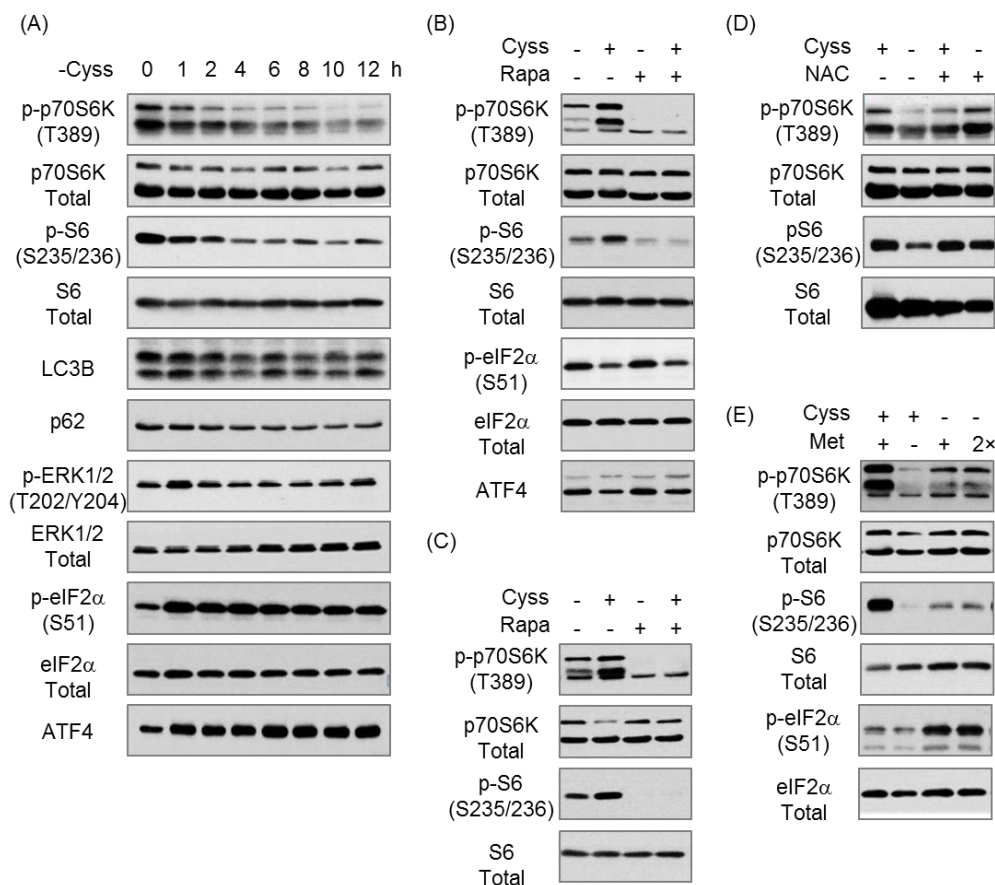 (A)
-Cyss 0 1 2 4 6 8 10 12 h
p-p70S6K
(T389)
p70S6K
Total
p-S6
(S235/236)
S6
Total
LC3B
p62
p-ERK1/2
(T202/Y204)
ERK1/2
Total
p-eIF2α
(S51)
eIF2α
Total
ATF4
(B)
Cyss - + - +
Rapa - - + +
p-p70S6K
(T389)
p70S6K
Total
p-S6
(S235/236)
S6
Total
p-eIF2α
(S51)
eIF2α
Total
ATF4
(C)
Cyss - + - +
Rapa - - + +
p-p70S6K
(T389)
p70S6K
Total
p-S6
(S235/236)
S6
Total
(D)
Cyss + - + -
NAC - - + +
p-p70S6K
(T389)
p70S6K
Total
pS6
(S235/236)
S6
Total
(E)
Cyss + + - -
Met + - + 2×
p-p70S6K
(T389)
p70S6K
Total
p-S6
(S235/236)
S6
Total
p-eIF2α
(S51)
eIF2α
Total